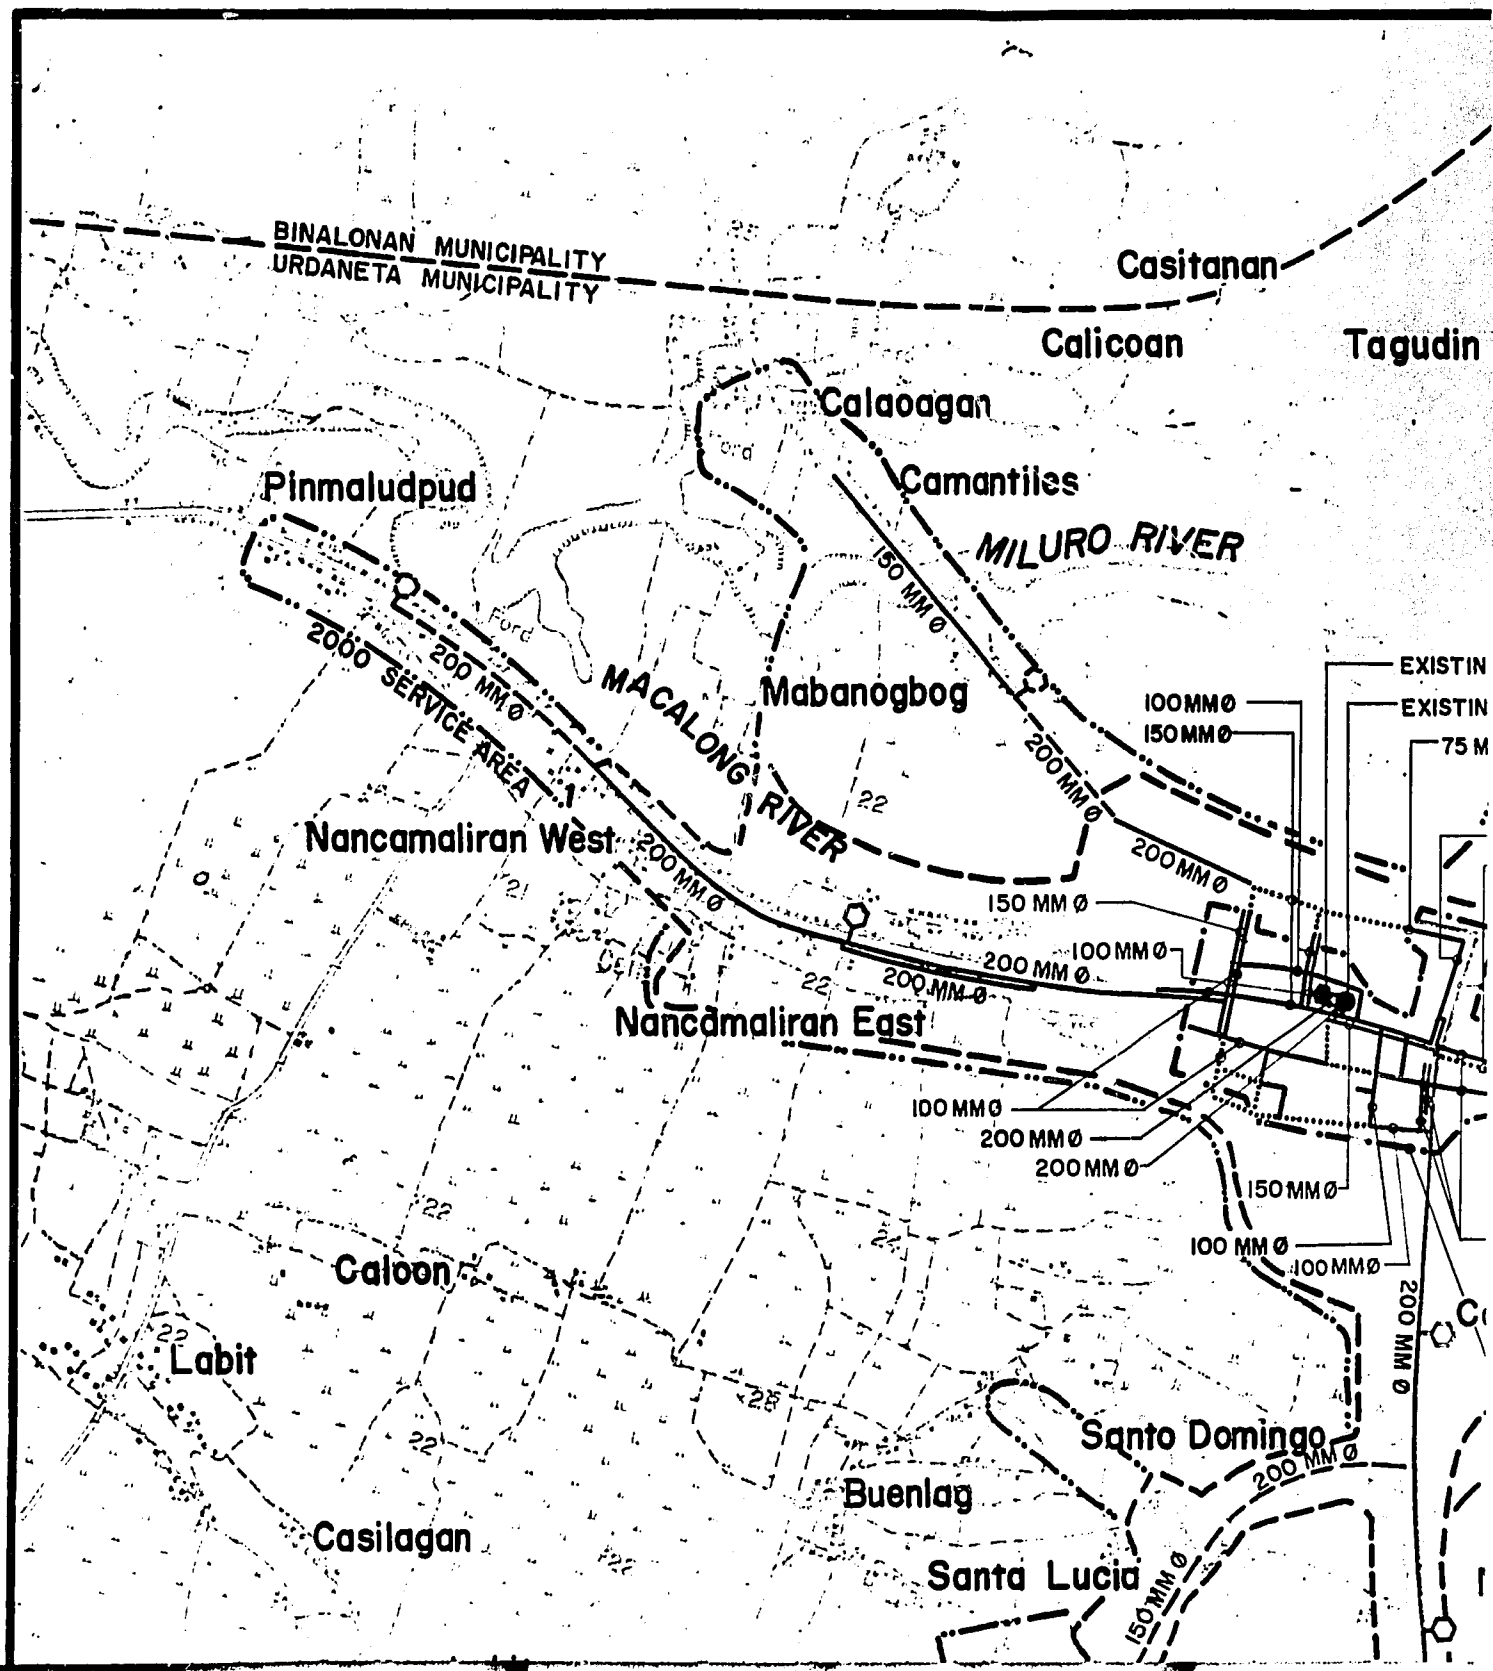 BINALONAN MUNICIPALITY
URDANETA MUNICIPALITY
Casitanan
Calicoan
Tagudin
Calaoagan
Ford
Camantiles
Pinmaludpud
MILURO RIVER
150 MM Ø
Ford
2000 SERVICE AREA
200 MM Ø
MACALONG RIVER
Mabanogbog
EXISTIN
100 MM Ø
EXISTIN
150 MM Ø
75 M
200 MM Ø
22
Nancamaliran West
200 MM Ø
200 MM Ø
21
150 MM Ø
100 MM Ø
200 MM Ø
200 MM Ø
22
Nancamaliran East
100 MM Ø
200 MM Ø
200 MM Ø
150 MM Ø
22
100 MM Ø
100 MM Ø
Caloon
200 MM Ø
C
22
Labit
22
Santo Domingo
200 MM Ø
Buenlag
Casilagan
22
Santa Lucia
150 MM Ø